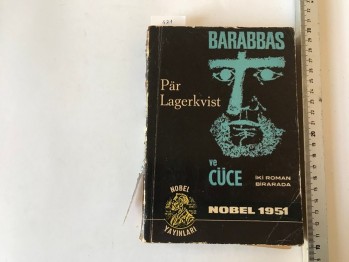 BARABBAS
Pär
Lagerkvist
ve
CÜCE
İKİ ROMAN
BİRARADA
NOBEL 1951
NOBEL
YAYINLARI